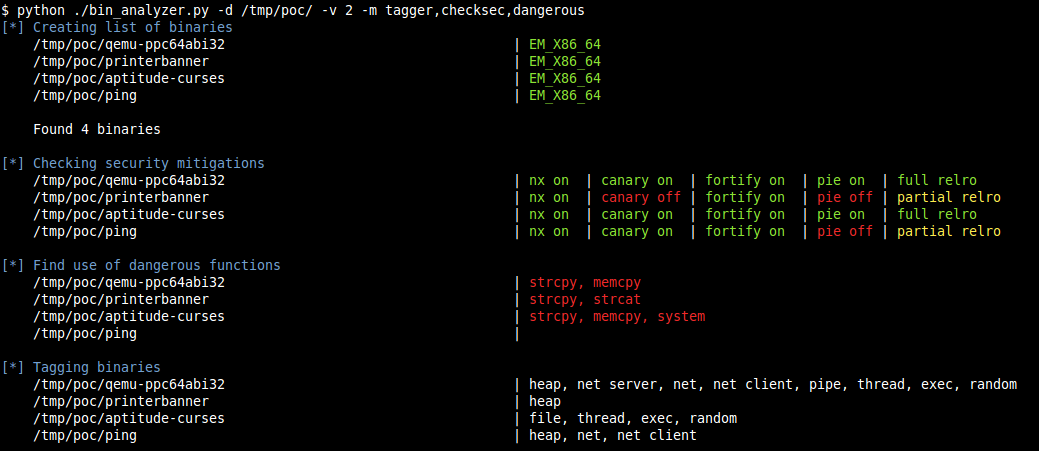 $ python ./bin_analyzer.py -d /tmp/poc/ -v 2 -m tagger,checksec,dangerous
[*] Creating list of binaries
/tmp/poc/qemu-ppc64abi32 | EM_X86_64
/tmp/poc/printerbanner | EM_X86_64
/tmp/poc/aptitude-curses | EM_X86_64
/tmp/poc/ping | EM_X86_64
Found 4 binaries
[*] Checking security mitigations
/tmp/poc/qemu-ppc64abi32 | nx on | canary on | fortify on | pie on | full relro
/tmp/poc/printerbanner | nx on | canary off | fortify on | pie off | partial relro
/tmp/poc/aptitude-curses | nx on | canary on | fortify on | pie on | full relro
/tmp/poc/ping | nx on | canary on | fortify on | pie off | partial relro
[*] Find use of dangerous functions
/tmp/poc/qemu-ppc64abi32 | strcpy, memcpy
/tmp/poc/printerbanner | strcpy, strcat
/tmp/poc/aptitude-curses | strcpy, memcpy, system
/tmp/poc/ping |
[*] Tagging binaries
/tmp/poc/qemu-ppc64abi32 | heap, net server, net, net client, pipe, thread, exec, random
/tmp/poc/printerbanner | heap
/tmp/poc/aptitude-curses | file, thread, exec, random
/tmp/poc/ping | heap, net, net client